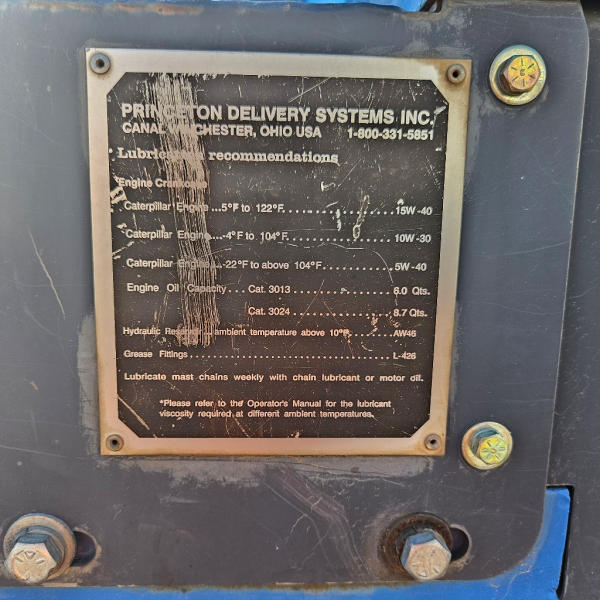 PRINCETON DELIVERY SYSTEMS INC.
CANAL WINCHESTER, OHIO USA 1-800-331-5851
Lubrication recommendations
Engine Crankcase
Caterpillar Engine...5°F to 122°F..........................15W-40
Caterpillar Engine...-4°F to 104°F.........................10W-30
Caterpillar Engine...-22°F to above 104°F................5W-40
Engine Oil Capacity... Cat. 3013..........................6.0 Qts.
Cat. 3024..........................8.7 Qts.
Hydraulic Reservoir...ambient temperature above 10°F.......AW46
Grease Fittings..................................................L-426
Lubricate mast chains weekly with chain lubricant or motor oil.
*Please refer to the Operator's Manual for the lubricant
viscosity required at different ambient temperatures.